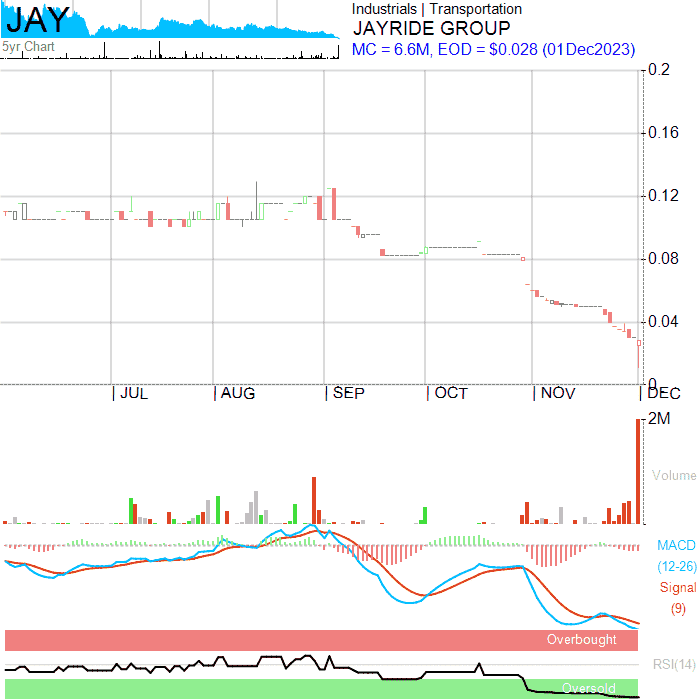 JAY
5yr Chart
Industrials | Transportation
JAYRIDE GROUP
MC = 6.6M, EOD = $0.028 (01Dec2023)
0.2
0.16
0.12
0.08
0.04
0
JUL AUG SEP OCT NOV DEC
2M
Volume
MACD
(12-26)
Signal
(9)
Overbought
RSI(14)
Oversold